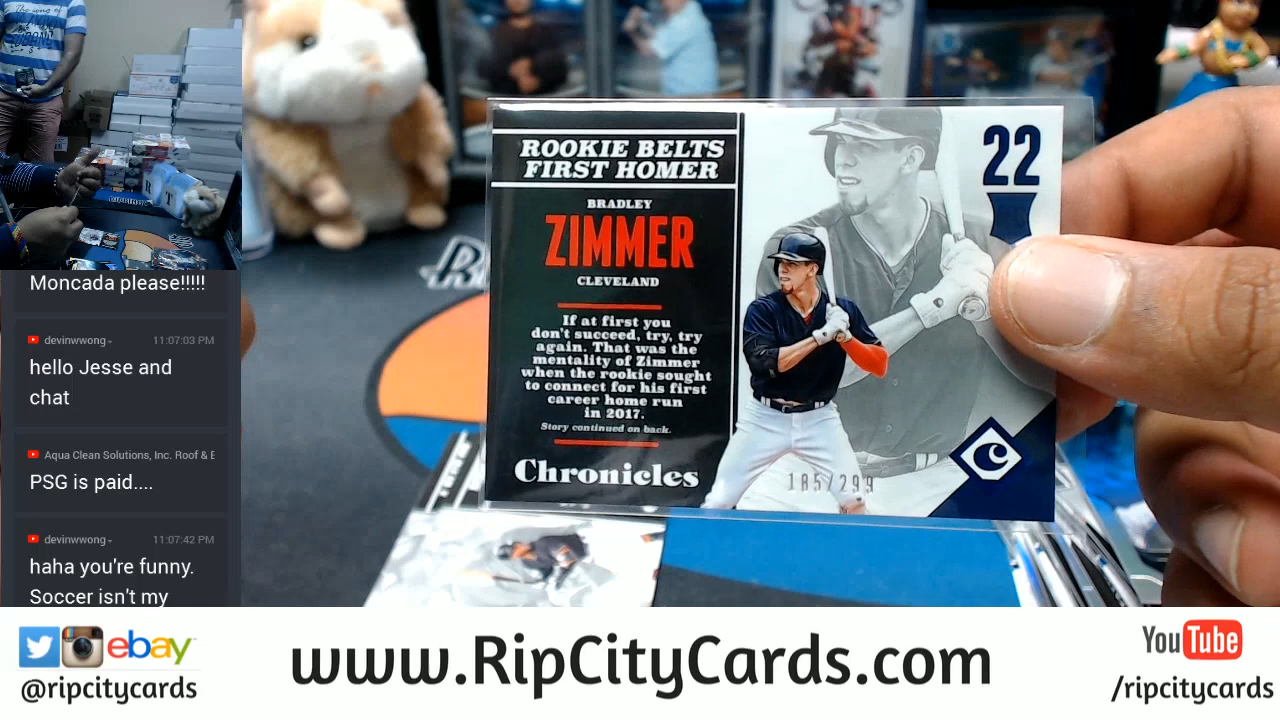 Moncada please!!!!!
devinwwong
11:07:03 PM
hello Jesse and
chat
Aqua Clean Solutions, Inc. Roof &
PSG is paid....
devinwwong
11:07:42 PM
haha you're funny.
Soccer isn't my
ROOKIE BELTS
FIRST HOMER
BRADLEY
ZIMMER
CLEVELAND
If at first you
don't succeed, try, try
again. That was the
mentality of Zimmer
when the rookie sought
to connect for his first
career home run
in 2017.
Story continued on back.
Chronicles
22
C
185/299
ebay
@ripcitycards
www.RipCityCards.com
YouTube
/ripcitycards